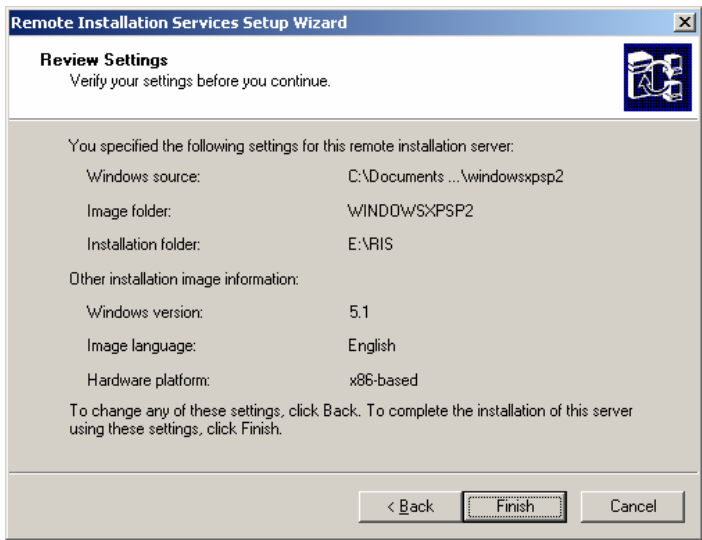 Remote Installation Services Setup Wizard
Review Settings
Verify your settings before you continue.
You specified the following settings for this remote installation server:
Windows source: C:\Documents ...\windowsxpsp2
Image folder: WINDOWSXPSP2
Installation folder: E:\RIS
Other installation image information:
Windows version: 5.1
Image language: English
Hardware platform: x86-based
To change any of these settings, click Back. To complete the installation of this server
using these settings, click Finish.
< Back Finish Cancel